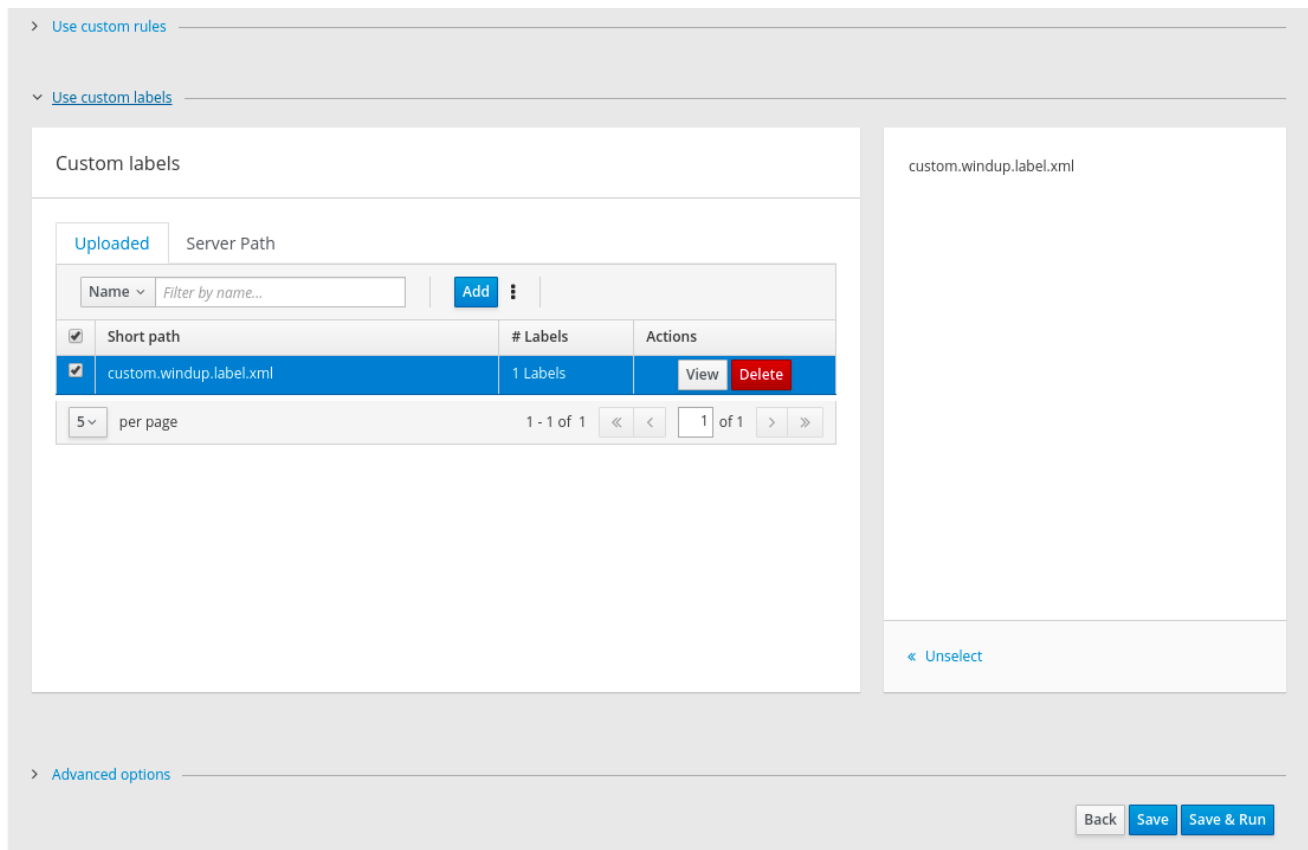 Use custom rules
Use custom labels
Custom labels
Uploaded Server Path
Name Filter by name... Add
Short path # Labels Actions
custom.windup.label.xml 1 Labels View Delete
5 per page 1 - 1 of 1 « < 1 of 1 > »
custom.windup.label.xml
« Unselect
Advanced options
Back Save Save & Run